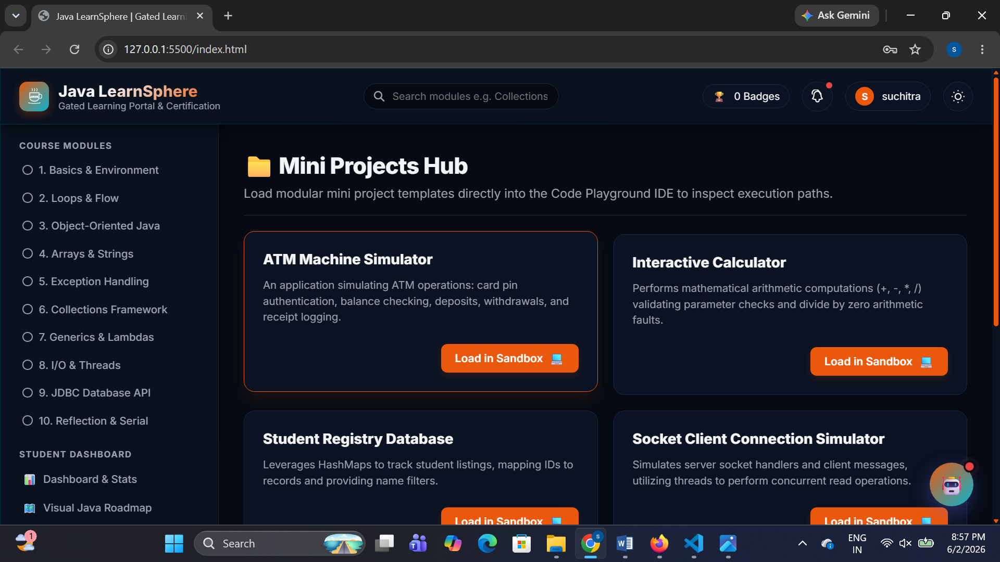 Java LearnSphere | Gated Learni
Ask Gemini
127.0.0.1:5500/index.html
S
JAVA
Java LearnSphere
Gated Learning Portal & Certification
Search modules e.g. Collections
0 Badges
S
suchitra
COURSE MODULES
1. Basics & Environment
2. Loops & Flow
3. Object-Oriented Java
4. Arrays & Strings
5. Exception Handling
6. Collections Framework
7. Generics & Lambdas
8. I/O & Threads
9. JDBC Database API
10. Reflection & Serial
STUDENT DASHBOARD
Dashboard & Stats
Visual Java Roadmap
Mini Projects Hub
Load modular mini project templates directly into the Code Playground IDE to inspect execution paths.
ATM Machine Simulator
An application simulating ATM operations: card pin
authentication, balance checking, deposits, withdrawals, and
receipt logging.
Load in Sandbox
Interactive Calculator
Performs mathematical arithmetic computations (+, -, *, /)
validating parameter checks and divide by zero arithmetic
faults.
Load in Sandbox
Student Registry Database
Leverages HashMaps to track student listings, mapping IDs to
records and providing name filters.
Load in Sandbox
Socket Client Connection Simulator
Simulates server socket handlers and client messages,
utilizing threads to perform concurrent read operations.
Load in Sandbox
1
Search
ENG
IN
8:57 PM
6/2/2026